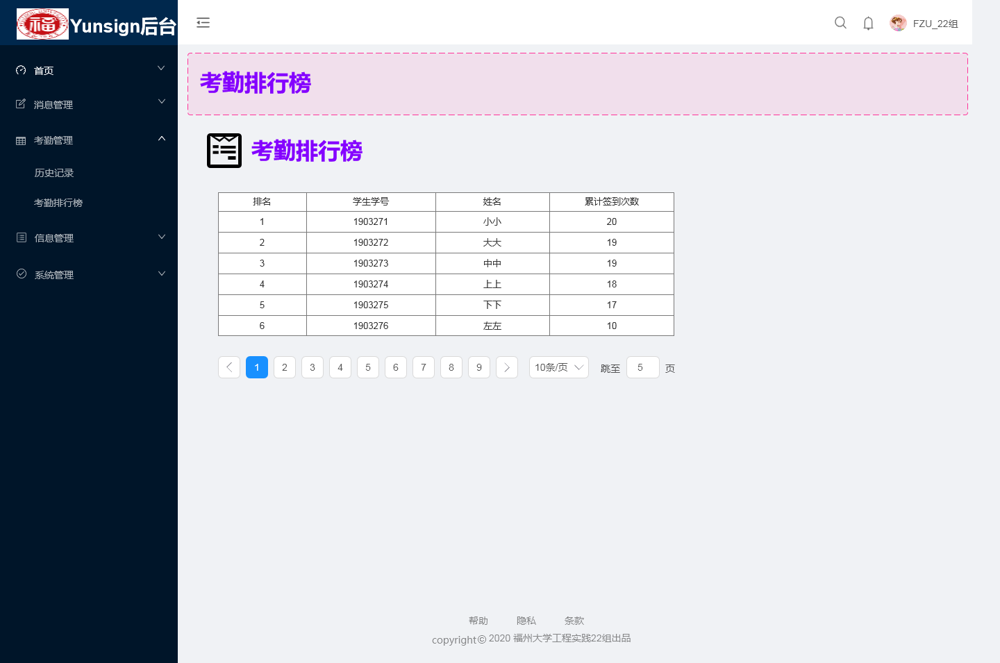 福 Yunsign后台
FZU_22组
首页
消息管理
考勤管理
历史记录
考勤排行榜
信息管理
系统管理
考勤排行榜
考勤排行榜
排名 学生学号 姓名 累计签到次数
1 1903271 小小 20
2 1903272 大大 19
3 1903273 中中 19
4 1903274 上上 18
5 1903275 下下 17
6 1903276 左左 10
1 2 3 4 5 6 7 8 9 10条/页 跳至 5 页
帮助 隐私 条款
copyright© 2020 福州大学工程实践22组出品